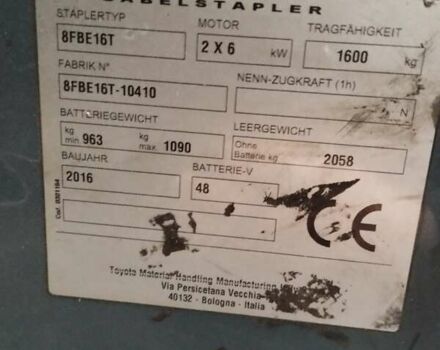 GABELSTAPLER
STAPLERTYP MOTOR TRAGFÄHIGKEIT
8FBE16T 2 X 6 kW 1600 kg
FABRIK N° NENN-ZUGKRAFT (1h)
8FBE16T-10410 N
BATTERIEGEWICHT LEERGEWICHT
kg min. 963 kg max. 1090 Ohne Batterie kg 2058
BAUJAHR BATTERIE-V
2016 48
CE
Toyota Material Handling Manufacturing
Via Persicetana Vecchia
40132 - Bologna - Italia